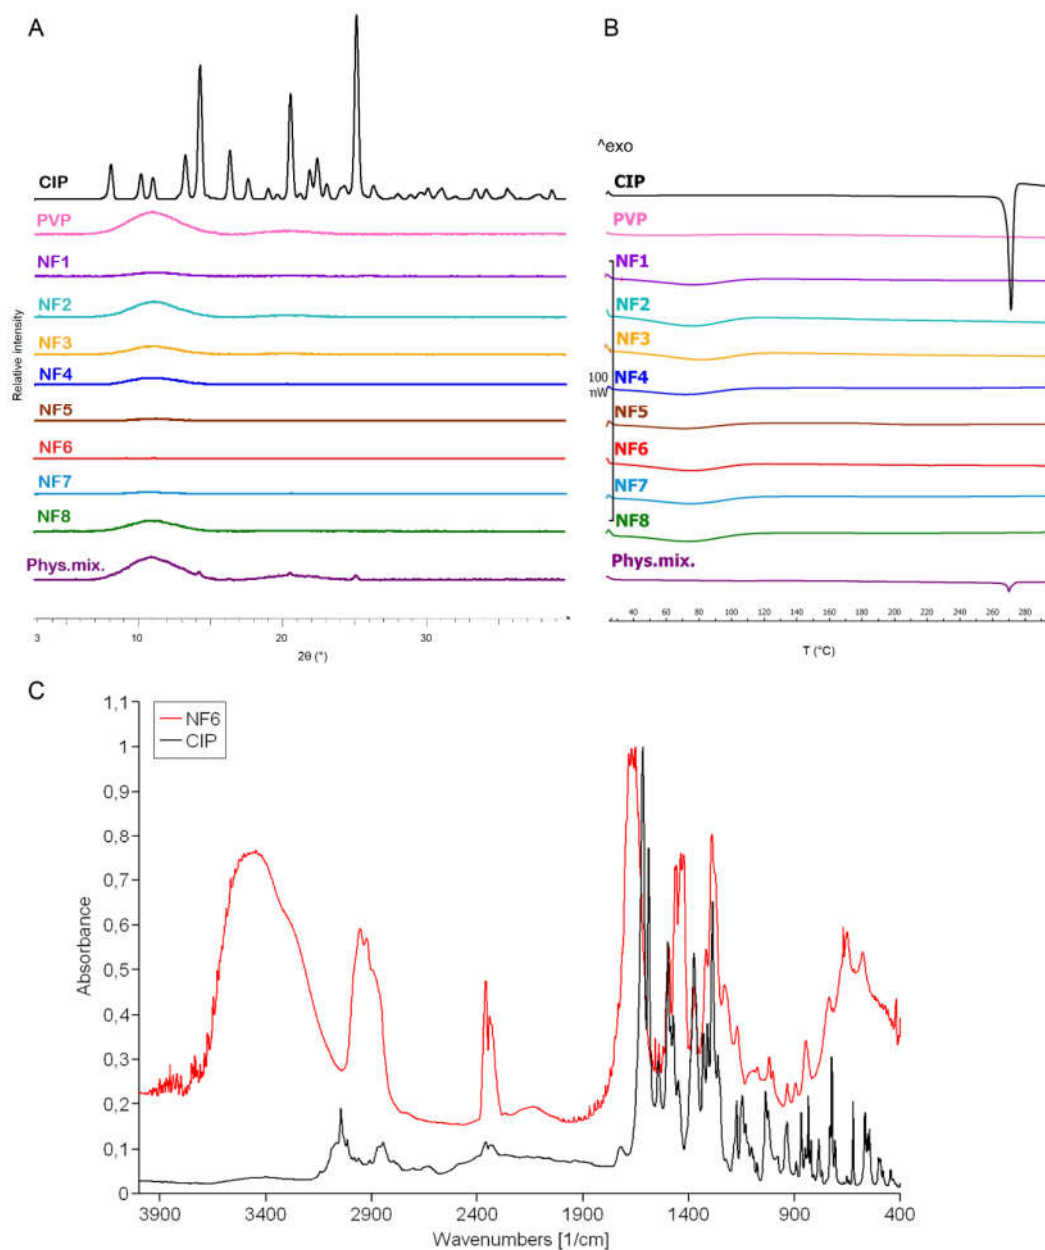 A
CIP
PVP
NF1
NF2
NF3
NF4
NF5
NF6
NF7
NF8
Phys.mix.
Relative intensity
3 10 20 30
2θ (°)
B
^exo
CIP
PVP
NF1
NF2
NF3
NF4
100
mW
NF5
NF6
NF7
NF8
Phys.mix.
40 60 80 100 120 140 160 180 200 220 240 260 280
T (°C)
C
NF6
CIP
1,1
1
0,9
0,8
0,7
0,6
0,5
0,4
0,3
0,2
0,1
0
Absorbance
3900 3400 2900 2400 1900 1400 900 400
Wavenumbers [1/cm]